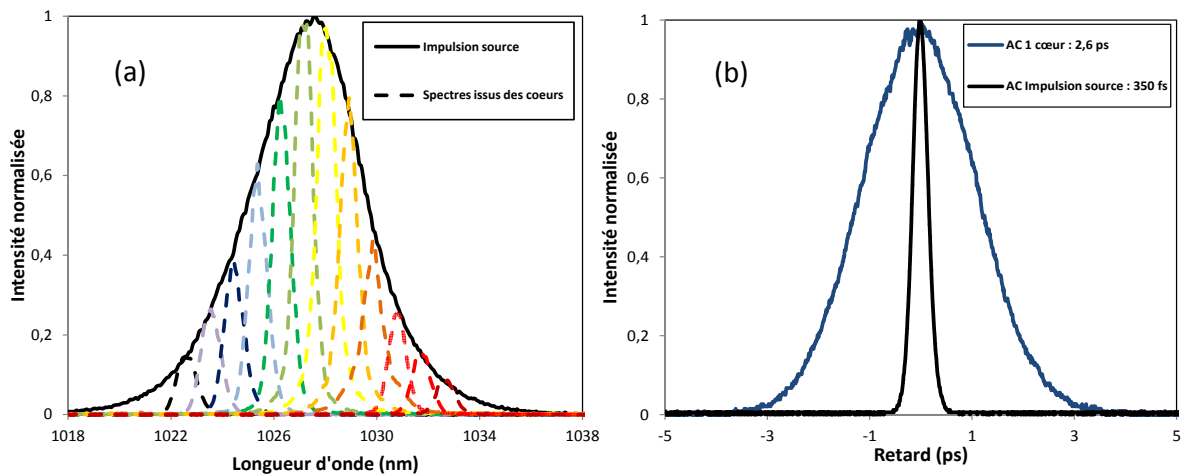 (a)
Intensité normalisée
1
0,8
0,6
0,4
0,2
0
1018 1022 1026 1030 1034 1038
Longueur d'onde (nm)
Impulsion source
Spectres issus des coeurs
(b)
Intensité normalisée
1
0,8
0,6
0,4
0,2
0
-5 -3 -1 1 3 5
Retard (ps)
AC 1 cœur : 2,6 ps
AC Impulsion source : 350 fs